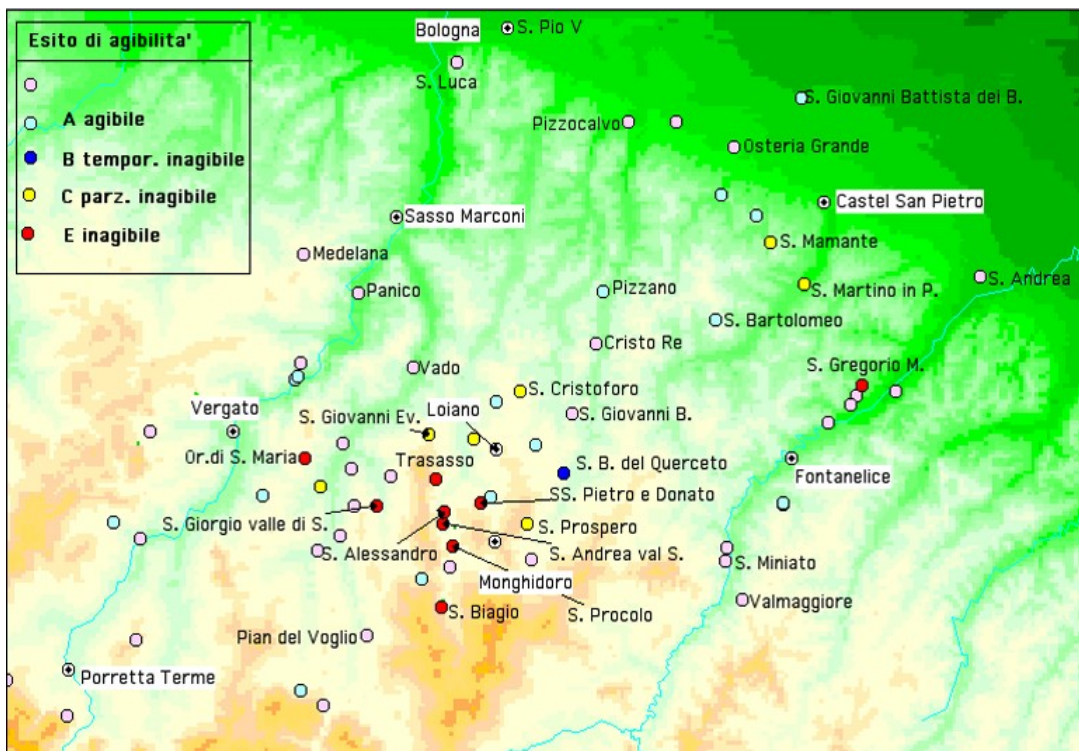 Esito di agibilita'
A agibile
B tempor. inagibile
C parz. inagibile
E inagibile
Bologna
S. Pio V
S. Luca
S. Giovanni Battista dei B.
Pizzocalvo
Osteria Grande
Castel San Pietro
Sasso Marconi
S. Mamante
Medelana
S. Andrea
Panico
Pizzano
S. Martino in P.
S. Bartolomeo
Cristo Re
Vado
S. Gregorio M.
S. Cristoforo
Vergato
S. Giovanni Ev.
Loiano
S. Giovanni B.
Or.di S. Maria
Trasasso
S. B. del Querceto
Fontanelice
SS. Pietro e Donato
S. Giorgio valle di S.
S. Prospero
S. Alessandro
S. Andrea val S.
S. Miniato
Monghidoro
Valmaggiore
S. Biagio
S. Procolo
Pian del Voglio
Porretta Terme